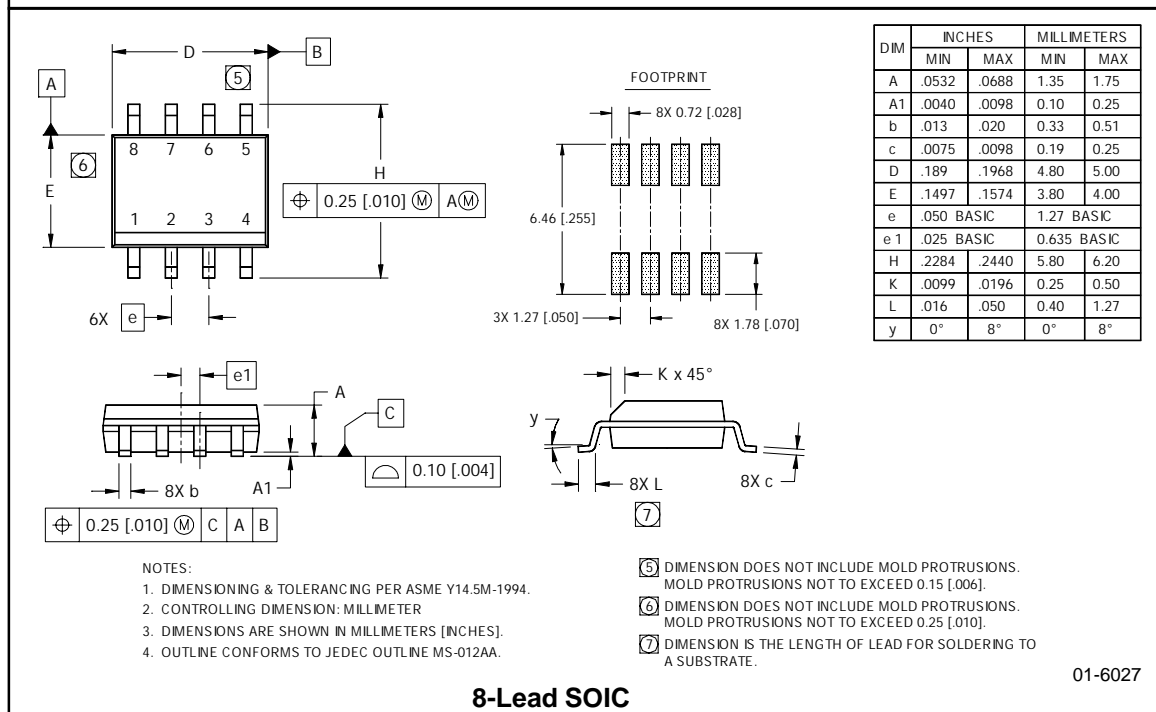 D
B
A
5
8 7 6 5
6
E
H
⌖ 0.25 [.010] Ⓜ AⓂ
1 2 3 4
6X e
FOOTPRINT
8X 0.72 [.028]
6.46 [.255]
3X 1.27 [.050]
8X 1.78 [.070]
DIM INCHES MILLIMETERS
MIN MAX MIN MAX
A .0532 .0688 1.35 1.75
A1 .0040 .0098 0.10 0.25
b .013 .020 0.33 0.51
c .0075 .0098 0.19 0.25
D .189 .1968 4.80 5.00
E .1497 .1574 3.80 4.00
e .050 BASIC 1.27 BASIC
e1 .025 BASIC 0.635 BASIC
H .2284 .2440 5.80 6.20
K .0099 .0196 0.25 0.50
L .016 .050 0.40 1.27
y 0° 8° 0° 8°
e1
A
C
8X b
A1
⌓ 0.10 [.004]
⌖ 0.25 [.010] Ⓜ C A B
K x 45°
y
8X L
8X c
7
NOTES:
1. DIMENSIONING & TOLERANCING PER ASME Y14.5M-1994.
2. CONTROLLING DIMENSION: MILLIMETER
3. DIMENSIONS ARE SHOWN IN MILLIMETERS [INCHES].
4. OUTLINE CONFORMS TO JEDEC OUTLINE MS-012AA.
5 DIMENSION DOES NOT INCLUDE MOLD PROTRUSIONS.
MOLD PROTRUSIONS NOT TO EXCEED 0.15 [.006].
6 DIMENSION DOES NOT INCLUDE MOLD PROTRUSIONS.
MOLD PROTRUSIONS NOT TO EXCEED 0.25 [.010].
7 DIMENSION IS THE LENGTH OF LEAD FOR SOLDERING TO
A SUBSTRATE.
01-6027
8-Lead SOIC